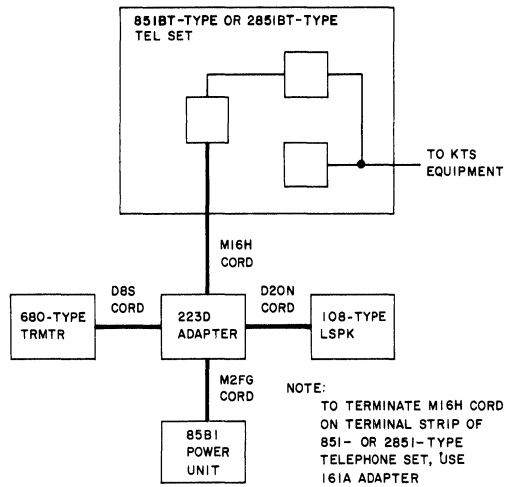 851BT-TYPE OR 2851BT-TYPE
TEL SET
TO KTS
EQUIPMENT
M16H
CORD
D8S
CORD
D20N
CORD
680-TYPE
TRMTR
223D
ADAPTER
108-TYPE
LSPK
M2FG
CORD
85B1
POWER
UNIT
NOTE:
TO TERMINATE M16H CORD
ON TERMINAL STRIP OF
851- OR 2851-TYPE
TELEPHONE SET, USE
161A ADAPTER